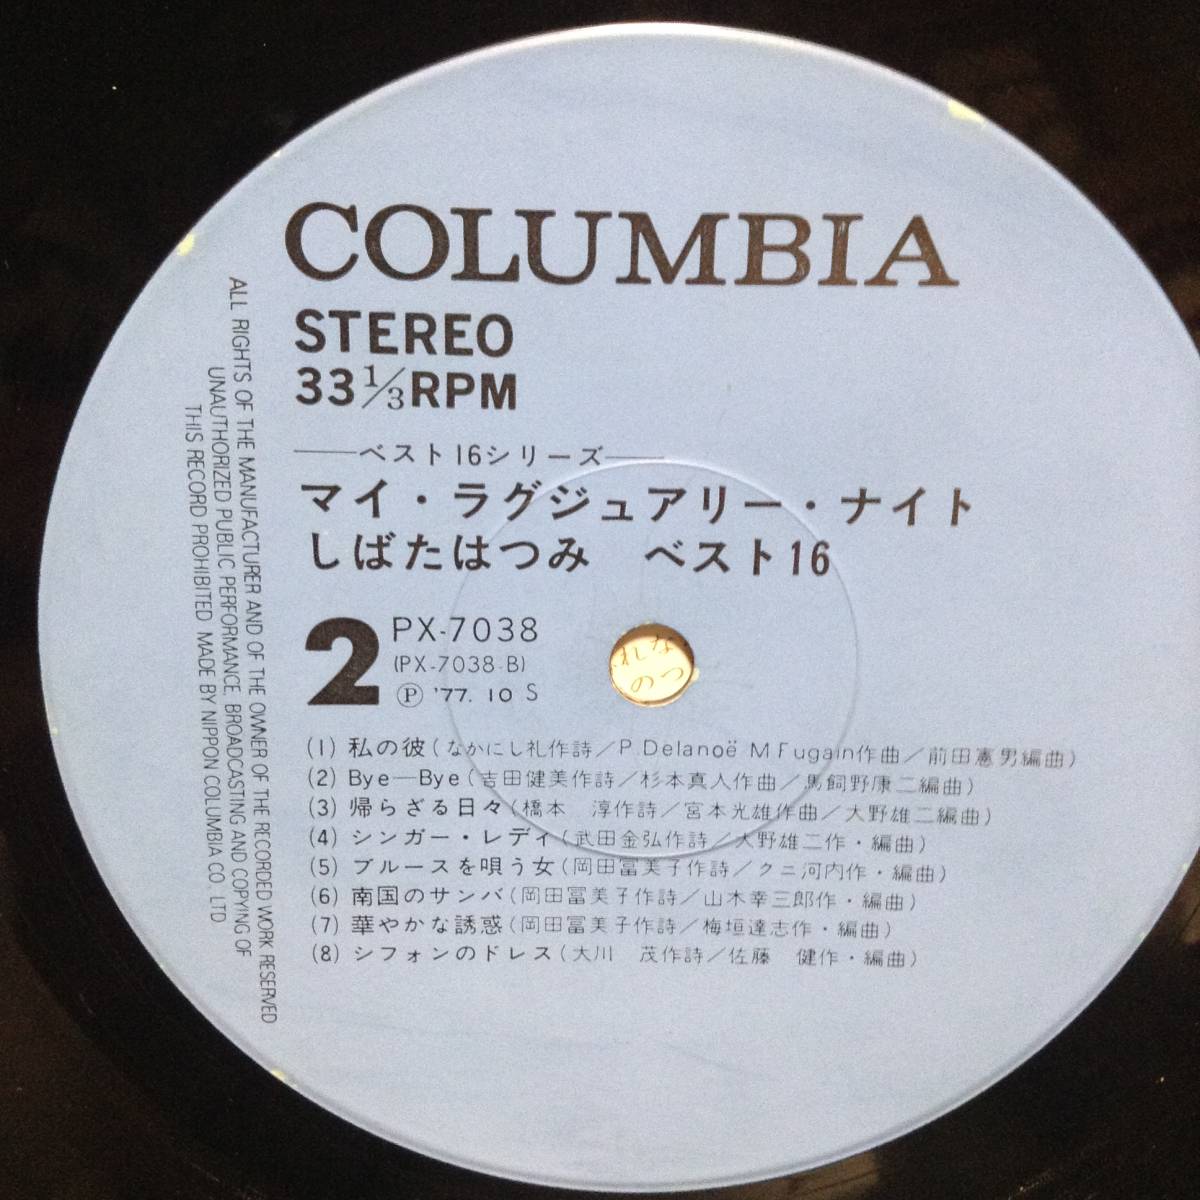 COLUMBIA
STEREO
33 1/3 RPM
ベスト16シリーズ
マイ・ラグジュアリー・ナイト
しばたはつみ　ベスト16
2 PX-7038
(PX-7038-B)
Ⓟ '77. 10 S
(1) 私の彼(なかにし礼作詩/P.Delanoë M.Fugain作曲/前田憲男編曲)
(2) Bye—Bye(吉田健美作詩/杉本真人作曲/馬飼野康二編曲)
(3) 帰らざる日々(橋本　淳作詩/宮本光雄作曲/大野雄二編曲)
(4) シンガー・レディ(武田金弘作詩/大野雄二作・編曲)
(5) ブルースを唄う女(岡田冨美子作詩/クニ河内作・編曲)
(6) 南国のサンバ(岡田冨美子作詩/山木幸三郎作・編曲)
(7) 華やかな誘惑(岡田冨美子作詩/梅垣達志作・編曲)
(8) シフォンのドレス(大川　茂作詩/佐藤　健作・編曲)
ALL RIGHTS OF THE MANUFACTURER AND OF THE OWNER OF THE RECORDED WORK RESERVED
UNAUTHORIZED PUBLIC PERFORMANCE, BROADCASTING AND COPYING OF
THIS RECORD PROHIBITED MADE BY NIPPON COLUMBIA CO. LTD
れな
のつ